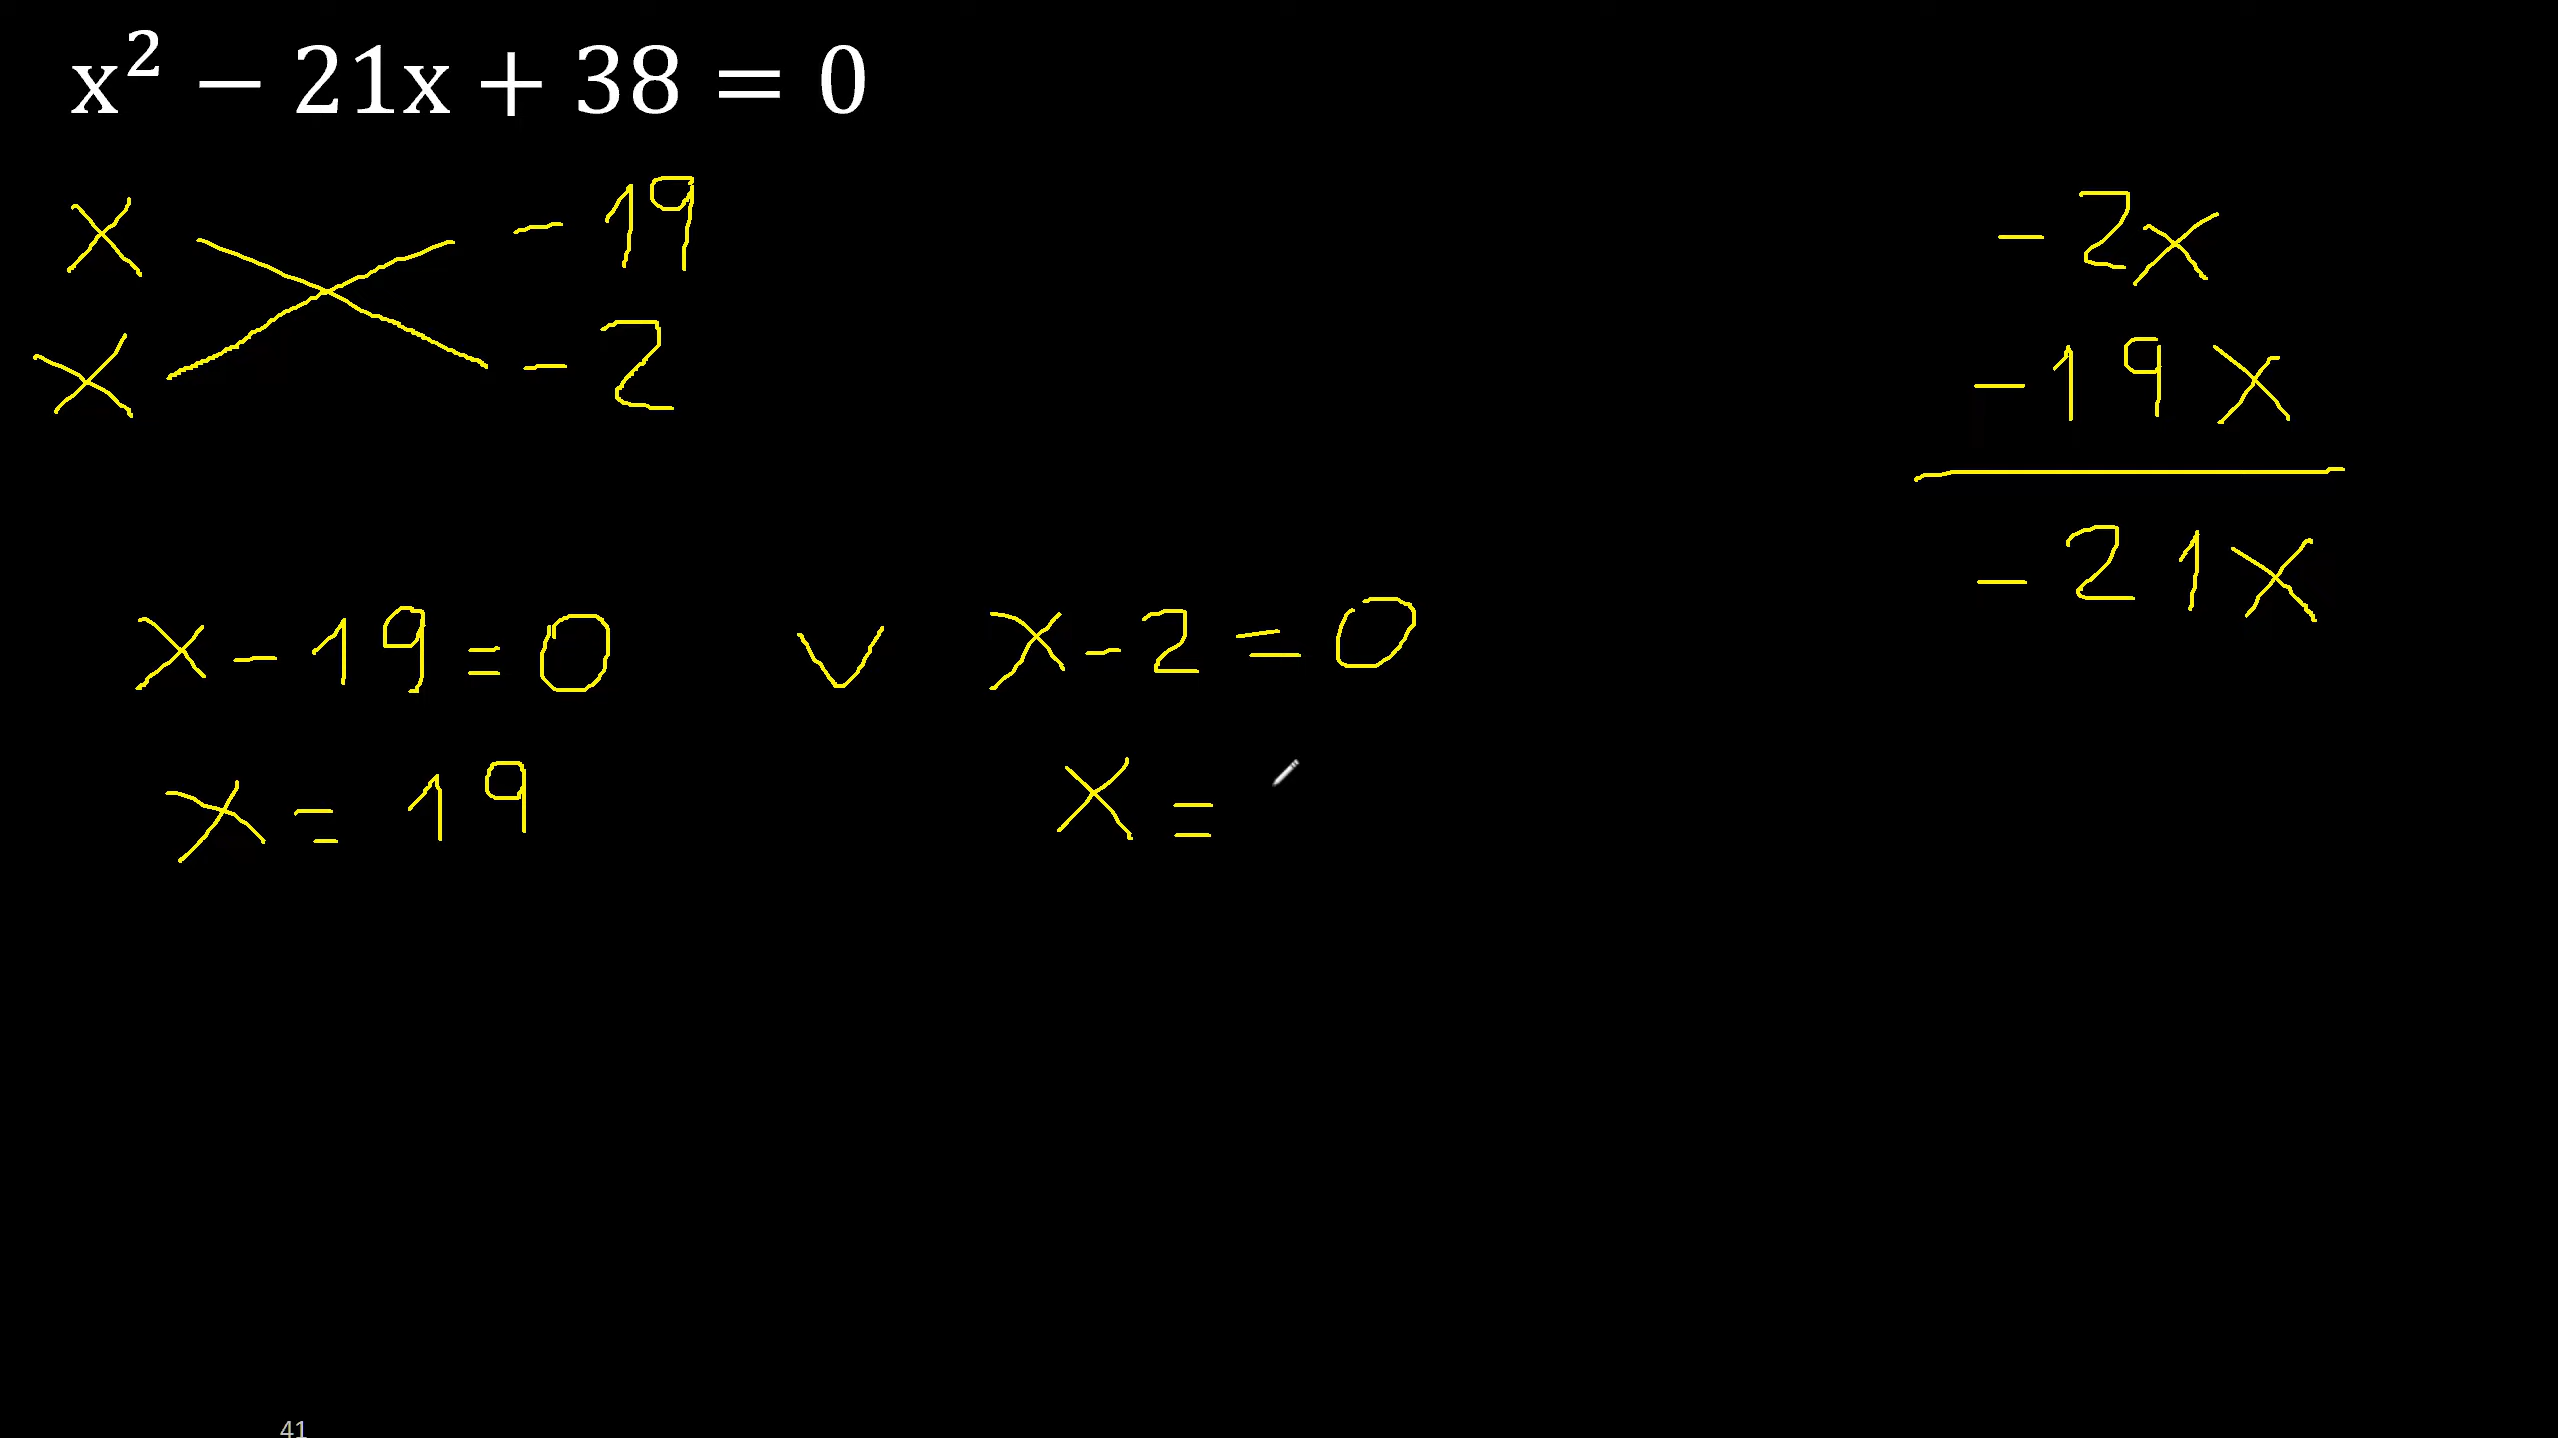 x² − 21x + 38 = 0
x - 19
x - 2
- 2x
- 19x
- 21x
x - 19 = 0 v x - 2 = 0
x = 19 x =
41